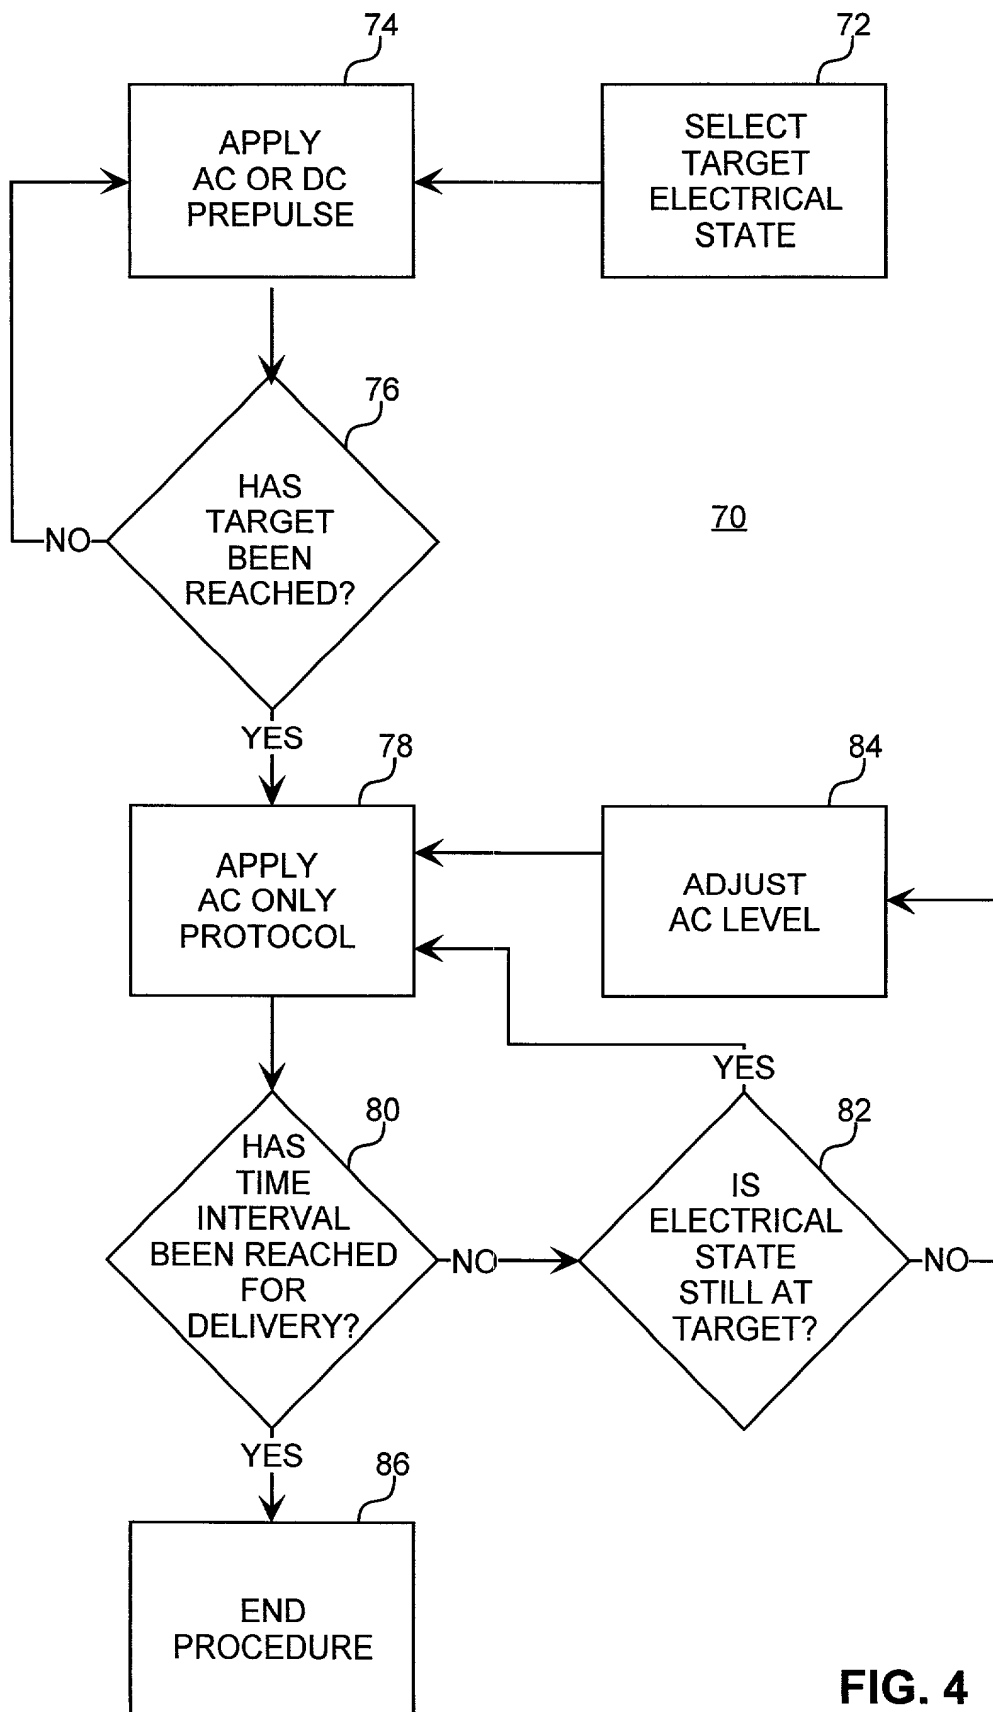 74
72
APPLY
AC OR DC
PREPULSE
SELECT
TARGET
ELECTRICAL
STATE
76
HAS
TARGET
BEEN
REACHED?
NO
70
YES
78
84
APPLY
AC ONLY
PROTOCOL
ADJUST
AC LEVEL
YES
80
82
HAS
TIME
INTERVAL
BEEN REACHED
FOR
DELIVERY?
NO
IS
ELECTRICAL
STATE
STILL AT
TARGET?
NO
YES
86
END
PROCEDURE
FIG. 4